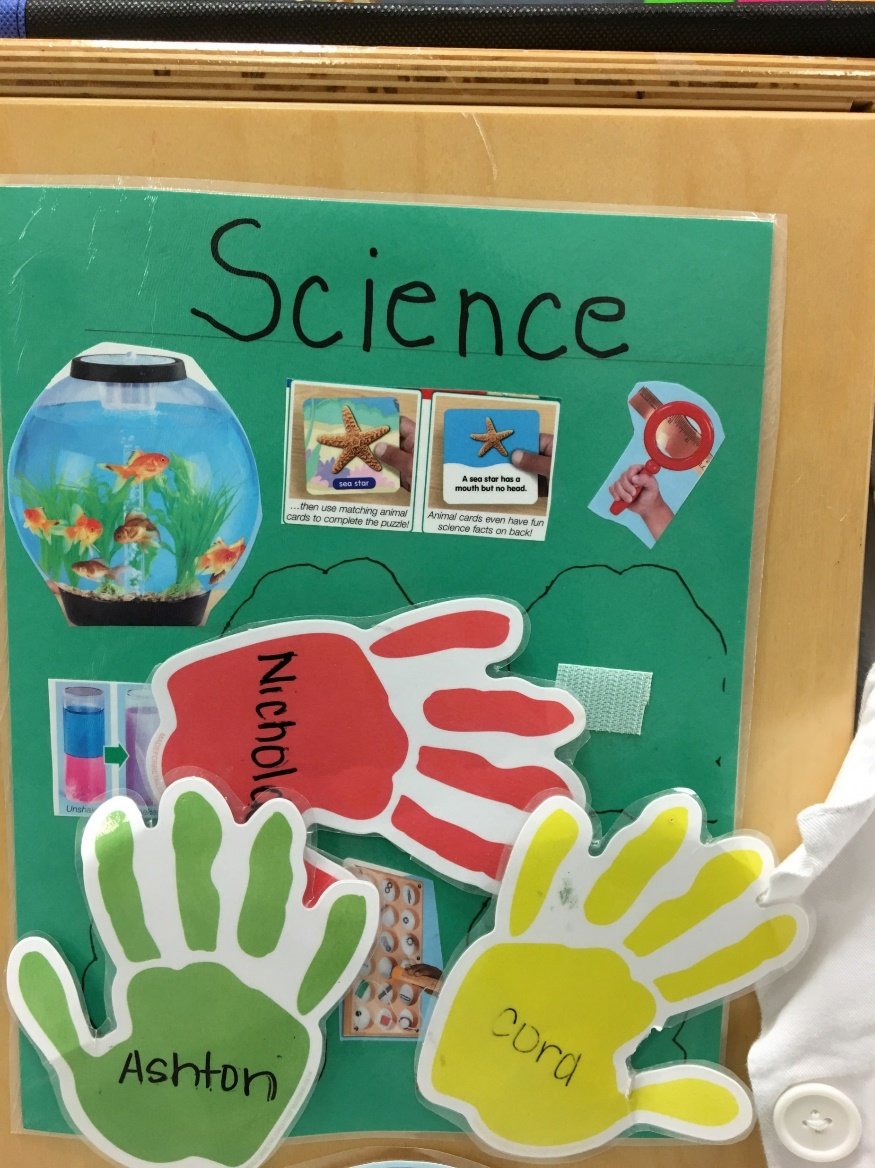 Science
sea star
...then use matching animal
cards to complete the puzzle!
A sea star has a
mouth but no head.
Animal cards even have fun
science facts on back!
Nichola
Ashton
Cora